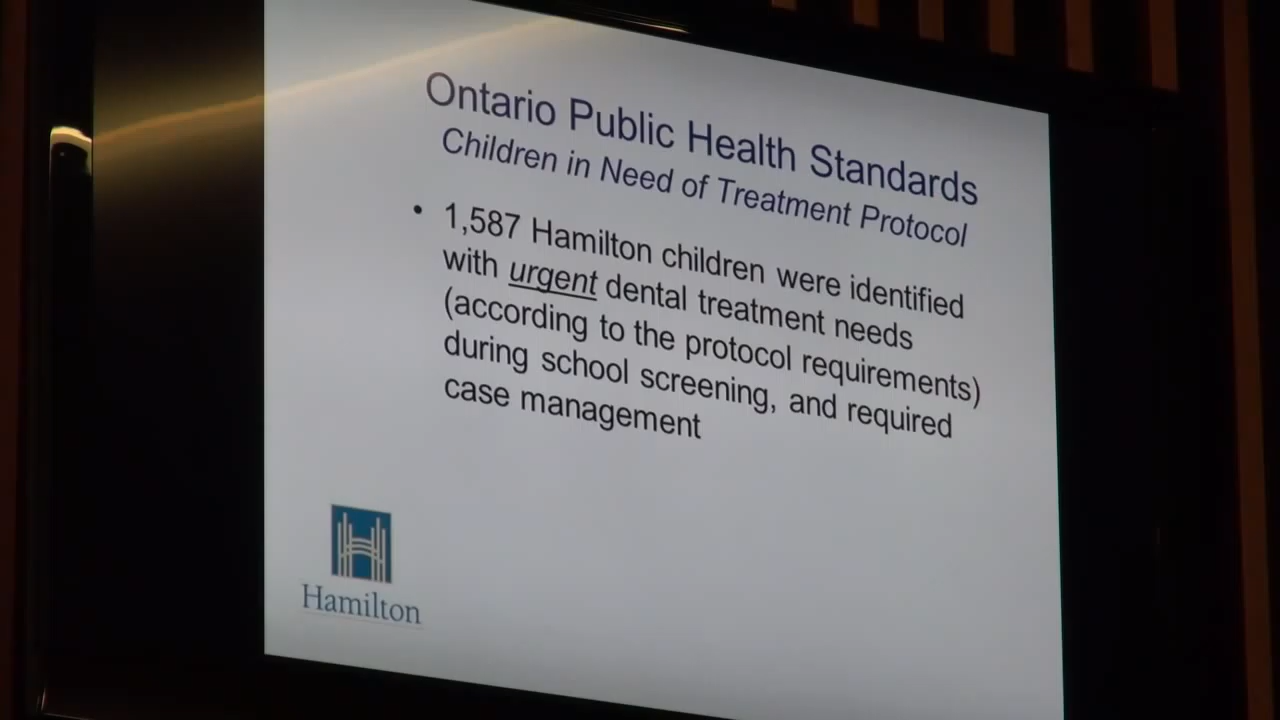 Ontario Public Health Standards
Children in Need of Treatment Protocol
• 1,587 Hamilton children were identified
with urgent dental treatment needs
(according to the protocol requirements)
during school screening, and required
case management
Hamilton